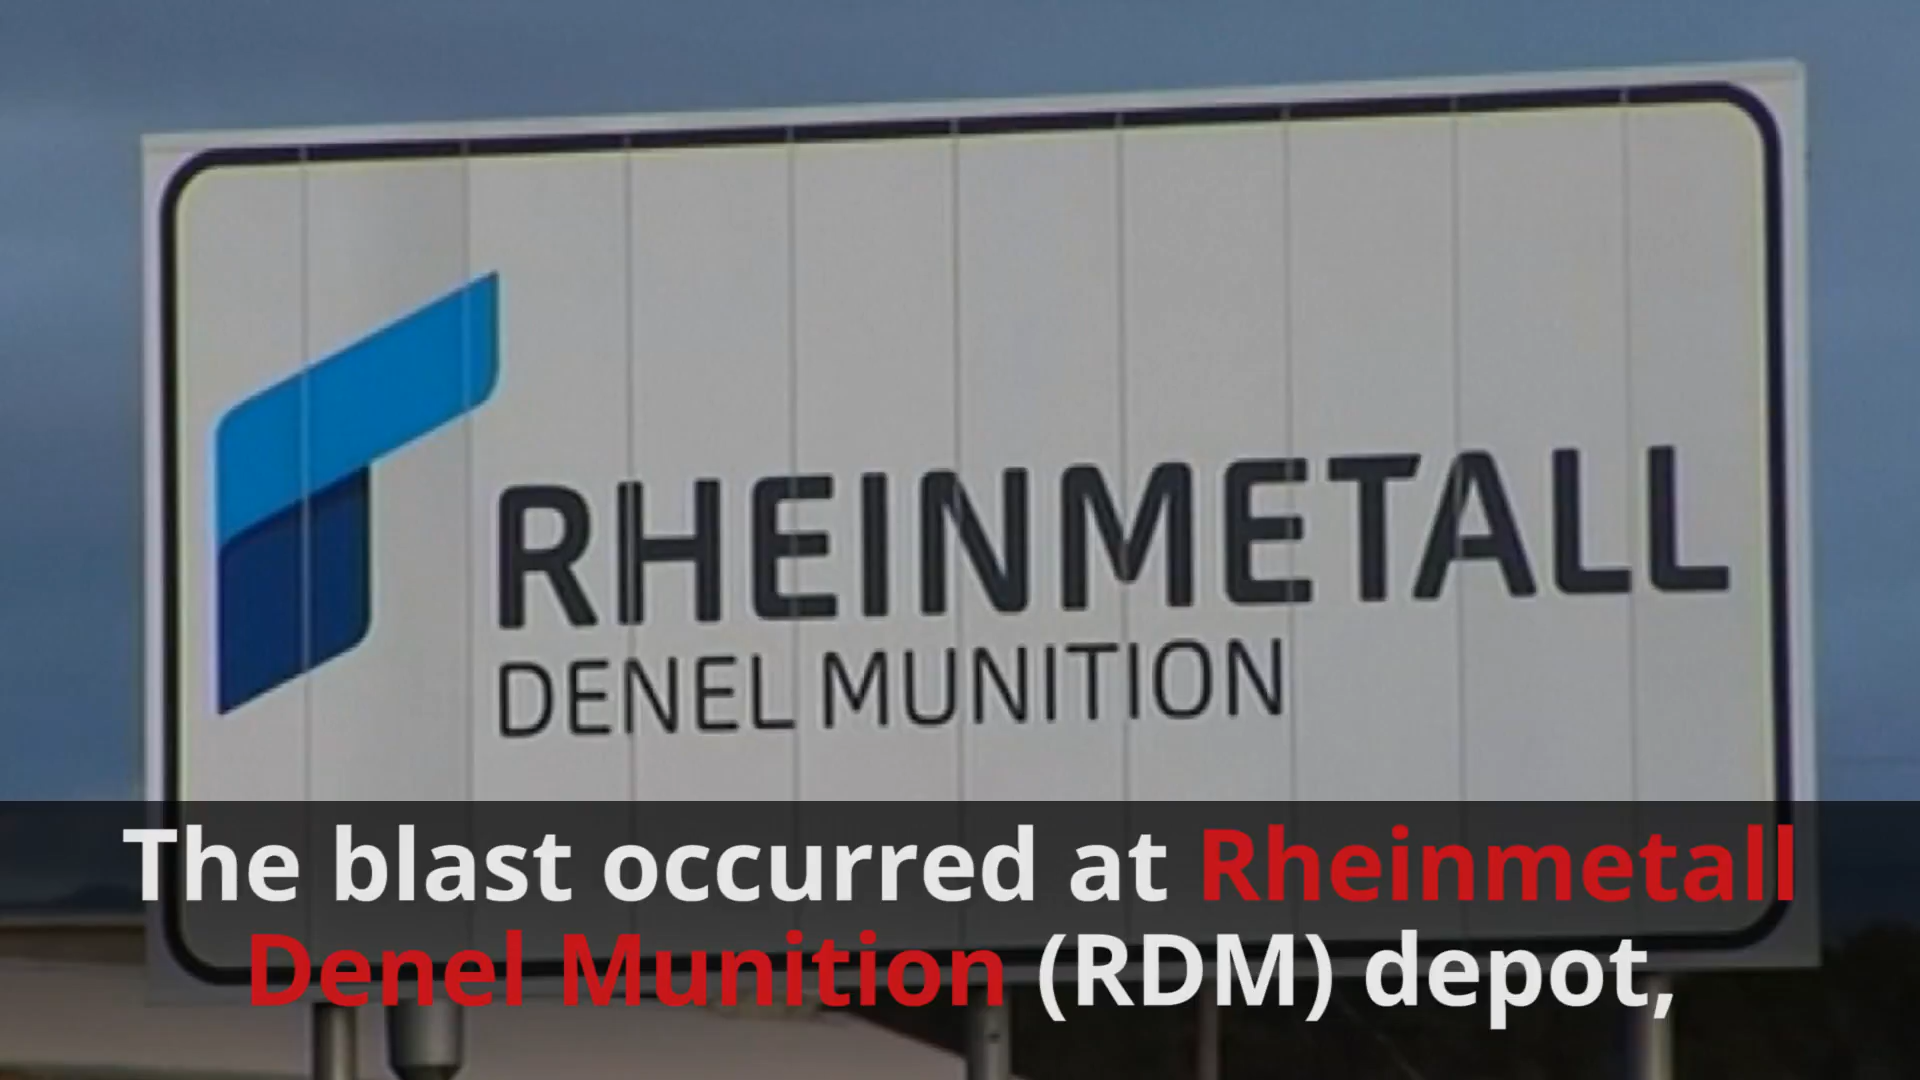 RHEINMETALL
DENEL MUNITION
The blast occurred at Rheinmetall
Denel Munition (RDM) depot,